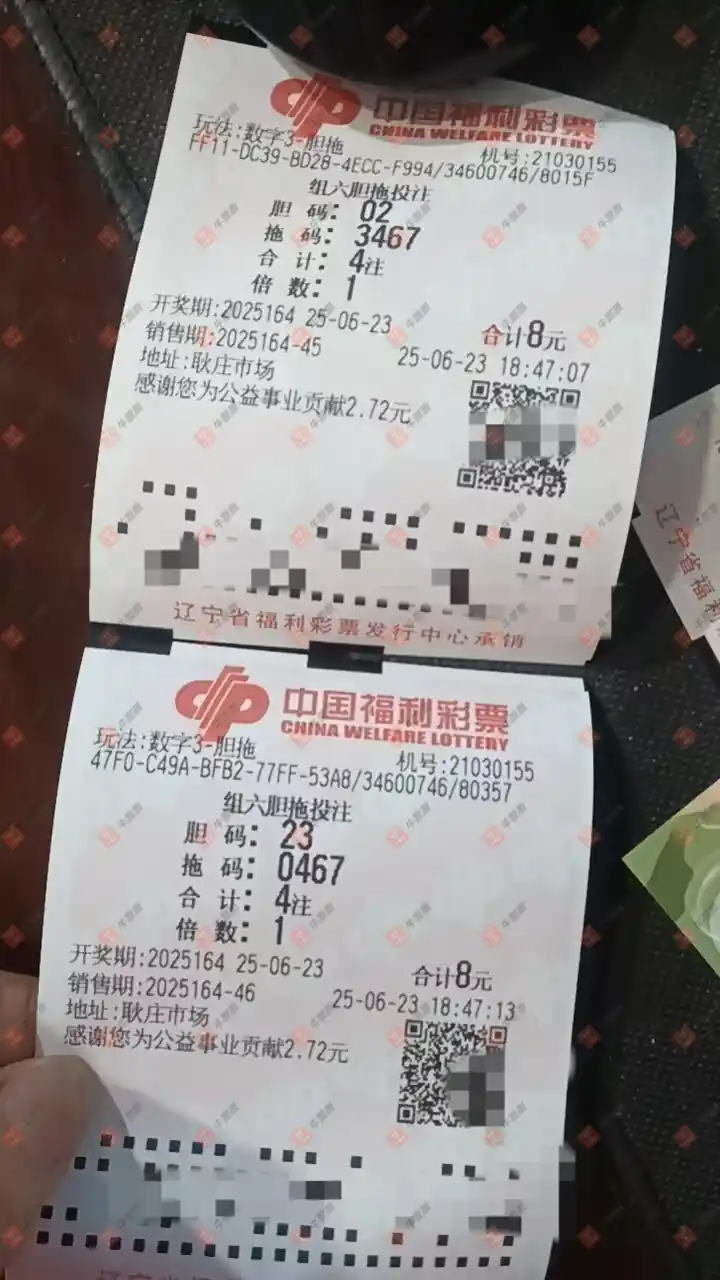 中国福利彩票
CHINA WELFARE LOTTERY
玩法:数字3-胆拖 机号:21030155
FF11-DC39-BD28-4ECC-F994/34600746/8015F
组六胆拖投注
胆 码: 02
拖 码: 3467
合 计: 4注
倍 数: 1
开奖期:2025164 25-06-23 合计8元
销售期:2025164-45 25-06-23 18:47:07
地址:耿庄市场
感谢您为公益事业贡献2.72元
辽宁省福利彩票发行中心承销
中国福利彩票
CHINA WELFARE LOTTERY
玩法:数字3-胆拖 机号:21030155
47F0-C49A-BFB2-77FF-53A8/34600746/80357
组六胆拖投注
胆 码: 23
拖 码: 0467
合 计: 4注
倍 数: 1
开奖期:2025164 25-06-23 合计8元
销售期:2025164-46 25-06-23 18:47:13
地址:耿庄市场
感谢您为公益事业贡献2.72元
辽宁省福利